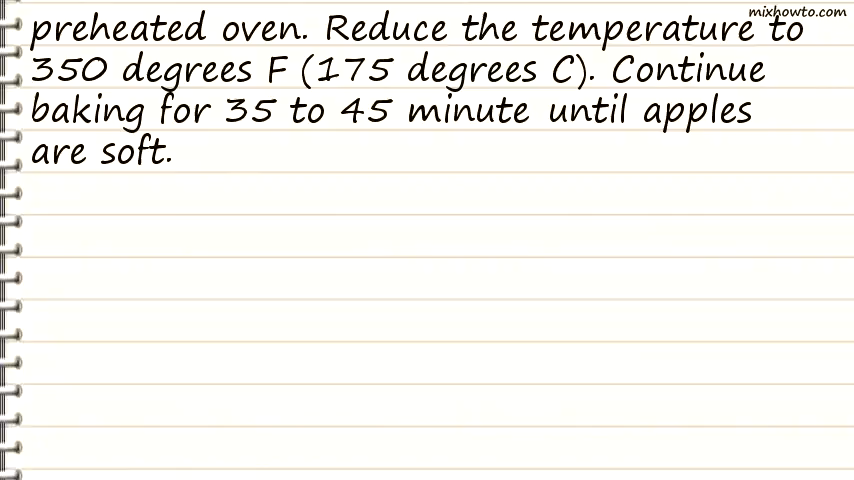 mixhowto.com
preheated oven. Reduce the temperature to
350 degrees F (175 degrees C). Continue
baking for 35 to 45 minute until apples
are soft.